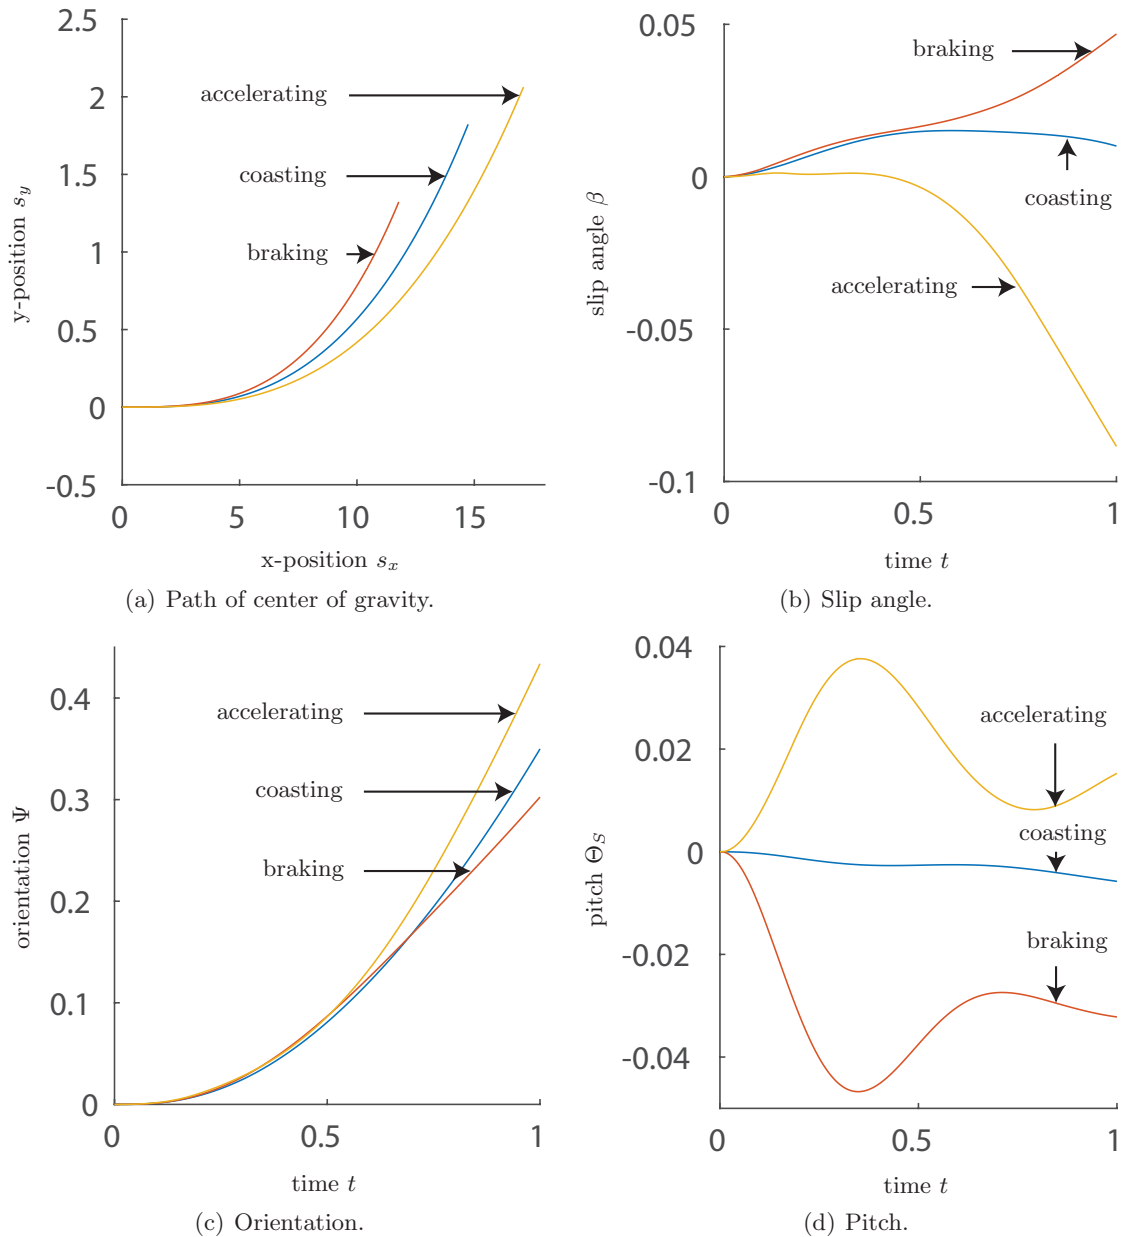 2.5
2
1.5
1
0.5
0
-0.5
0
5
10
15
y-position s_y
x-position s_x
accelerating
coasting
braking
(a) Path of center of gravity.
0.05
0
-0.05
-0.1
0
0.5
1
slip angle β
time t
braking
coasting
accelerating
(b) Slip angle.
0.4
0.3
0.2
0.1
0
0
0.5
1
orientation Ψ
time t
accelerating
coasting
braking
(c) Orientation.
0.04
0.02
0
-0.02
-0.04
0
0.5
1
pitch Θ_S
time t
accelerating
coasting
braking
(d) Pitch.